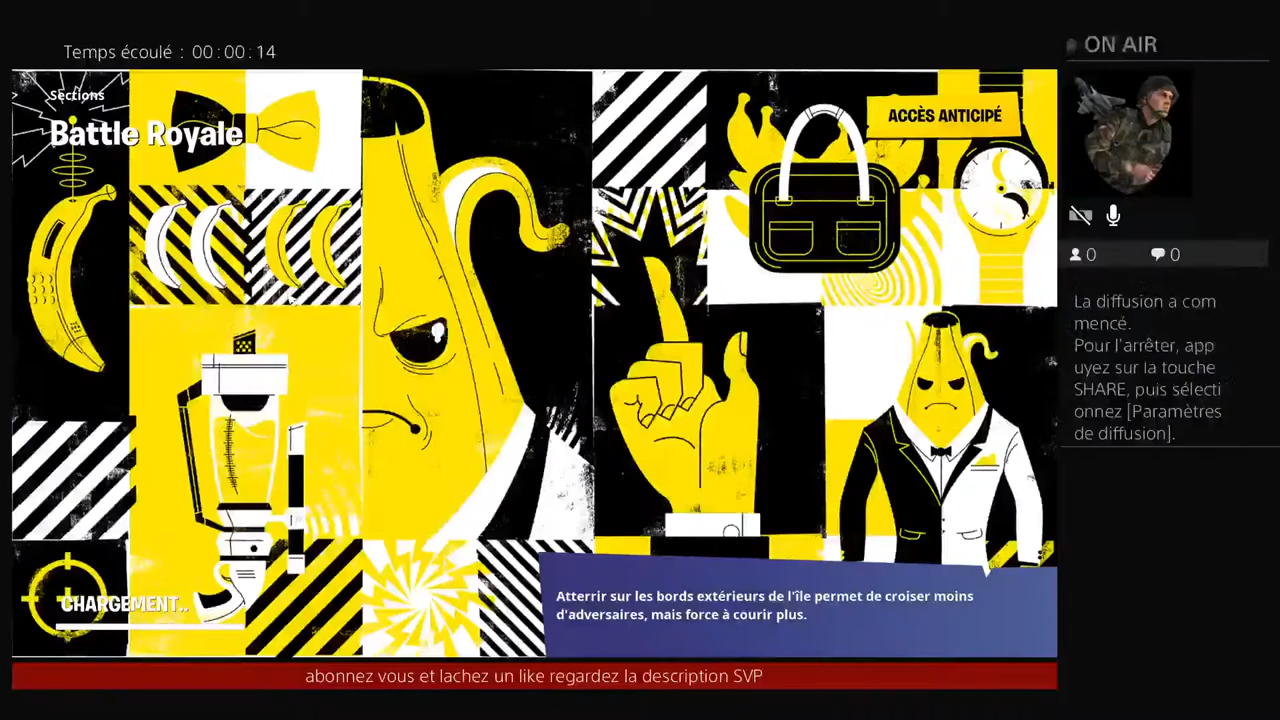 Temps écoulé : 00:00:14
ON AIR
Sections
Battle Royale
ACCÈS ANTICIPÉ
0
0
La diffusion a com
mencé.
Pour l'arrêter, app
uyez sur la touche
SHARE, puis sélecti
onnez [Paramètres
de diffusion].
CHARGEMENT..
Atterrir sur les bords extérieurs de l'île permet de croiser moins
d'adversaires, mais force à courir plus.
abonnez vous et lachez un like regardez la description SVP